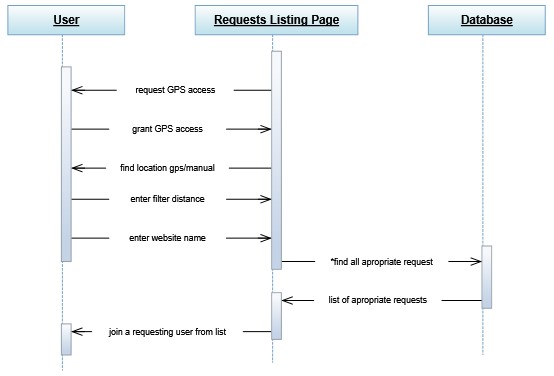 User
Requests Listing Page
Database
request GPS access
grant GPS access
find location gps/manual
enter filter distance
enter website name
*find all apropriate request
list of apropriate requests
join a requesting user from list